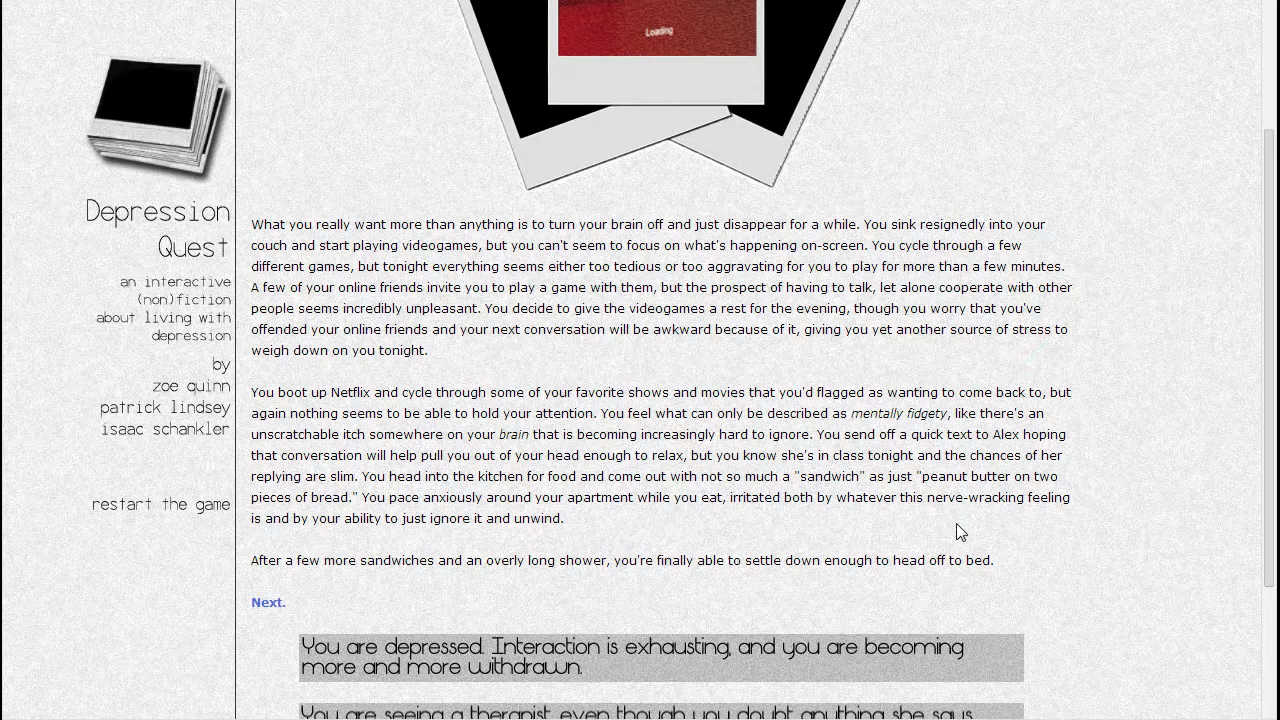 Loading
Depression
Quest
an interactive
(non)fiction
about living with
depression
by
zoe quinn
patrick lindsey
isaac schankler
restart the game
What you really want more than anything is to turn your brain off and just disappear for a while. You sink resignedly into your
couch and start playing videogames, but you can't seem to focus on what's happening on-screen. You cycle through a few
different games, but tonight everything seems either too tedious or too aggravating for you to play for more than a few minutes.
A few of your online friends invite you to play a game with them, but the prospect of having to talk, let alone cooperate with other
people seems incredibly unpleasant. You decide to give the videogames a rest for the evening, though you worry that you've
offended your online friends and your next conversation will be awkward because of it, giving you yet another source of stress to
weigh down on you tonight.
You boot up Netflix and cycle through some of your favorite shows and movies that you'd flagged as wanting to come back to, but
again nothing seems to be able to hold your attention. You feel what can only be described as mentally fidgety, like there's an
unscratchable itch somewhere on your brain that is becoming increasingly hard to ignore. You send off a quick text to Alex hoping
that conversation will help pull you out of your head enough to relax, but you know she's in class tonight and the chances of her
replying are slim. You head into the kitchen for food and come out with not so much a "sandwich" as just "peanut butter on two
pieces of bread." You pace anxiously around your apartment while you eat, irritated both by whatever this nerve-wracking feeling
is and by your ability to just ignore it and unwind.
After a few more sandwiches and an overly long shower, you're finally able to settle down enough to head off to bed.
Next.
You are depressed. Interaction is exhausting, and you are becoming
more and more withdrawn.
You are seeing a therapist, even though you doubt anything she says